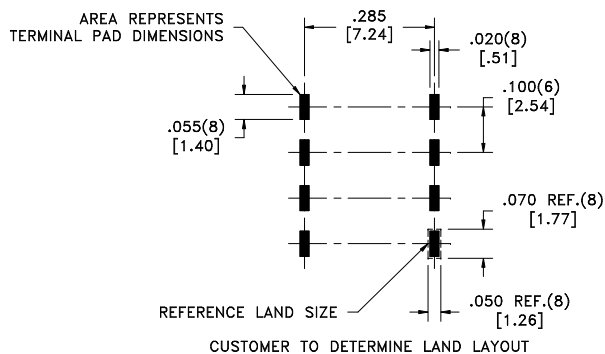 AREA REPRESENTS
TERMINAL PAD DIMENSIONS
.285
[7.24]
.020(8)
[.51]
.100(6)
[2.54]
.055(8)
[1.40]
.070 REF.(8)
[1.77]
REFERENCE LAND SIZE
.050 REF.(8)
[1.26]
CUSTOMER TO DETERMINE LAND LAYOUT